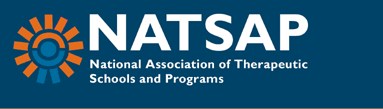 NATSAP
National Association of Therapeutic
Schools and Programs